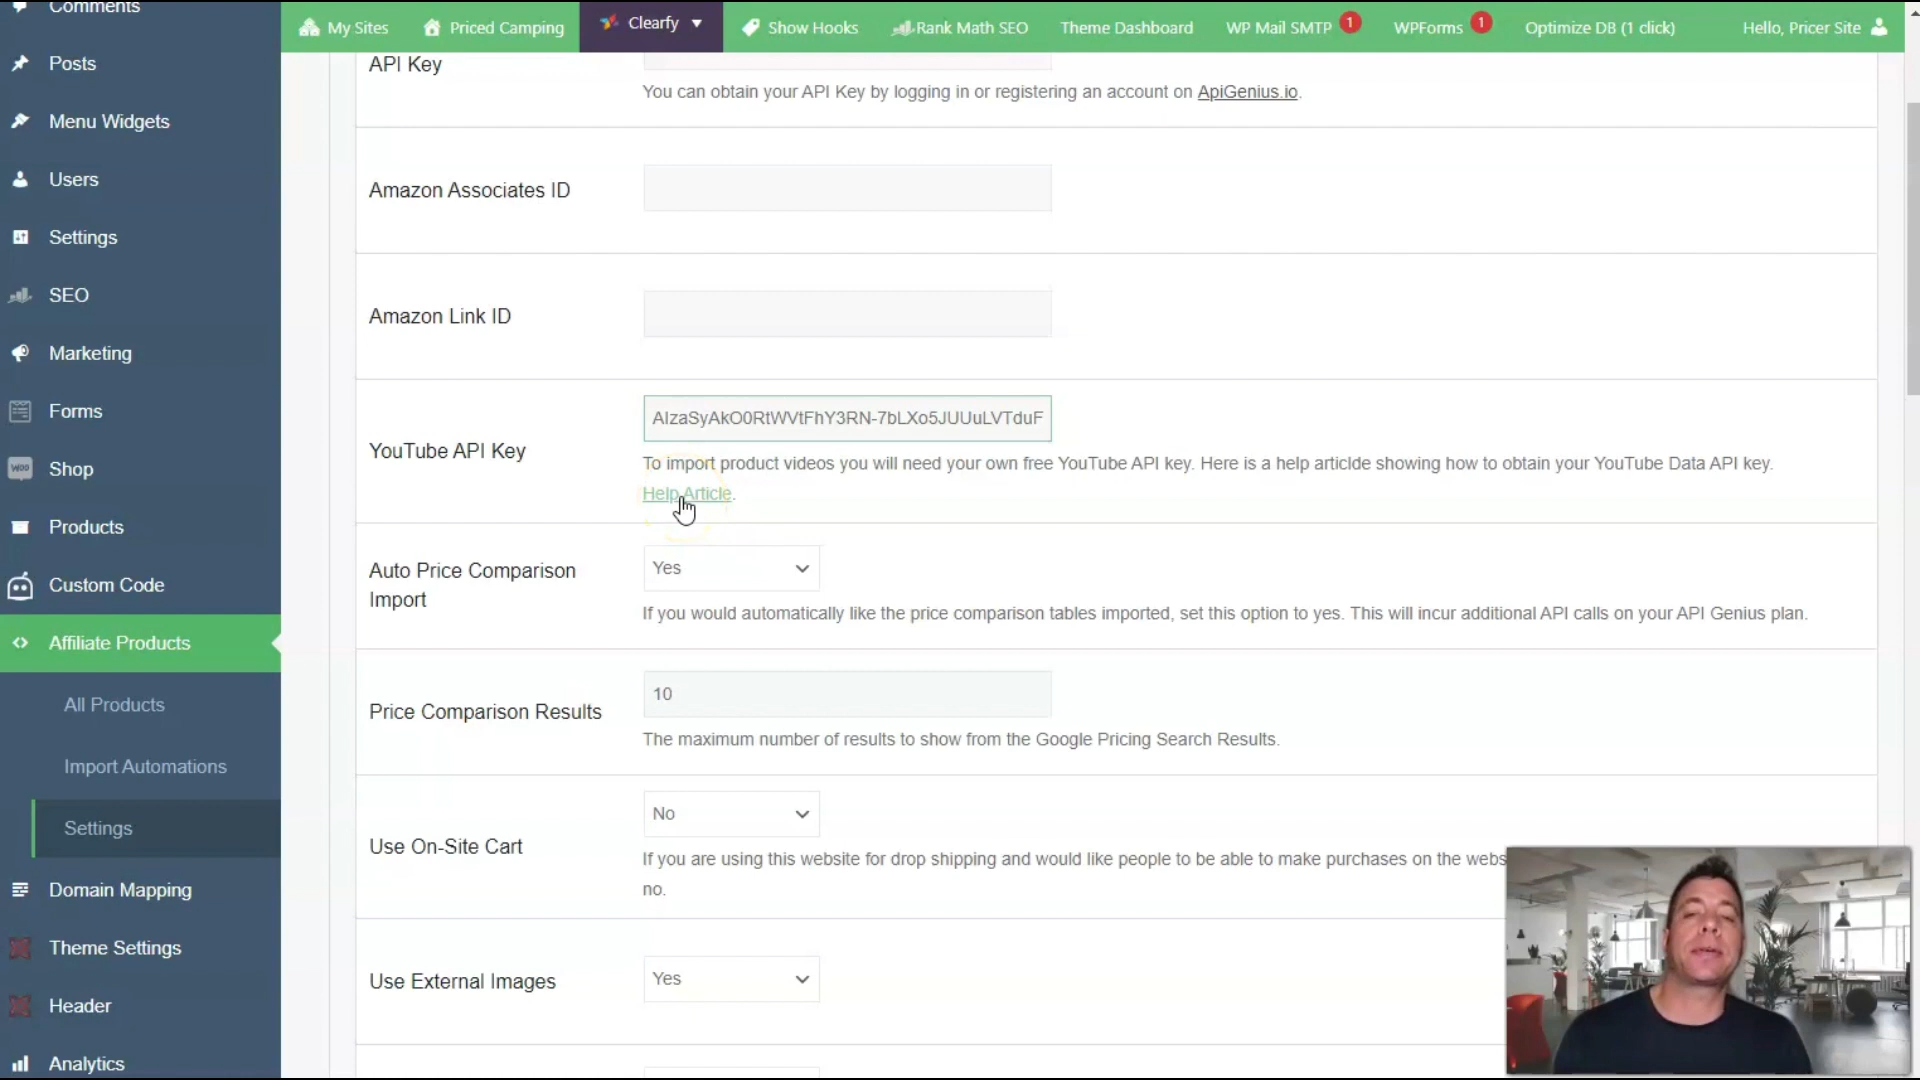 Comments
Posts
Menu Widgets
Users
Settings
SEO
Marketing
Forms
Shop
Products
Custom Code
Affiliate Products
All Products
Import Automations
Settings
Domain Mapping
Theme Settings
Header
Analytics
My Sites
Priced Camping
Clearfy
Show Hooks
Rank Math SEO
Theme Dashboard
WP Mail SMTP 1
WPForms 1
Optimize DB (1 click)
Hello, Pricer Site
API Key
You can obtain your API Key by logging in or registering an account on ApiGenius.io.
Amazon Associates ID
Amazon Link ID
YouTube API Key
AIzaSyAkO0RtWVtFhY3RN-7bLXo5JUUuLVTduF
To import product videos you will need your own free YouTube API key. Here is a help articlde showing how to obtain your YouTube Data API key.
Help Article.
Auto Price Comparison
Import
Yes
If you would automatically like the price comparison tables imported, set this option to yes. This will incur additional API calls on your API Genius plan.
Price Comparison Results
10
The maximum number of results to show from the Google Pricing Search Results.
Use On-Site Cart
No
If you are using this website for drop shipping and would like people to be able to make purchases on the webs
no.
Use External Images
Yes